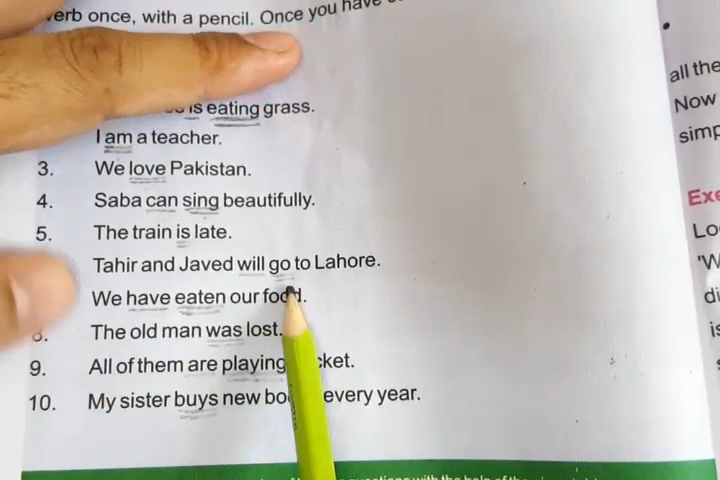 verb once, with a pencil. Once you have
is eating grass.
I am a teacher.
3. We love Pakistan.
4. Saba can sing beautifully.
5. The train is late.
Tahir and Javed will go to Lahore.
We have eaten our food.
8. The old man was lost.
9. All of them are playing
10. My sister buys new every year.
all the
Now
simp
Exe
Lo
'W
di
is